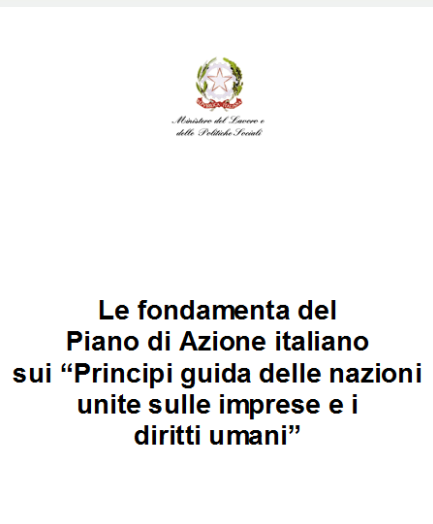 Ministero del Lavoro e
delle Politiche Sociali
Le fondamenta del
Piano di Azione italiano
sui “Principi guida delle nazioni
unite sulle imprese e i
diritti umani”